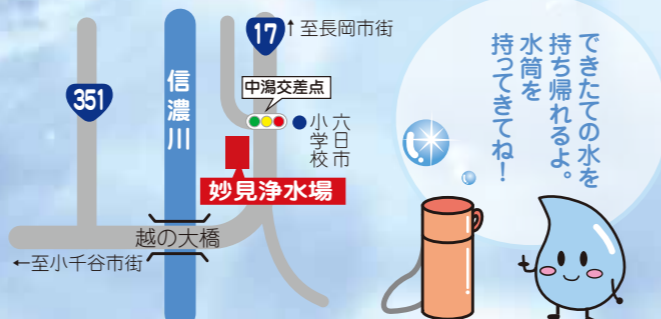 17
↑至長岡市街
351
信濃川
中潟交差点
六日市
小学校
妙見浄水場
越の大橋
←至小千谷市街
できたての水を
持ち帰れるよ。
水筒を
持ってきてね！